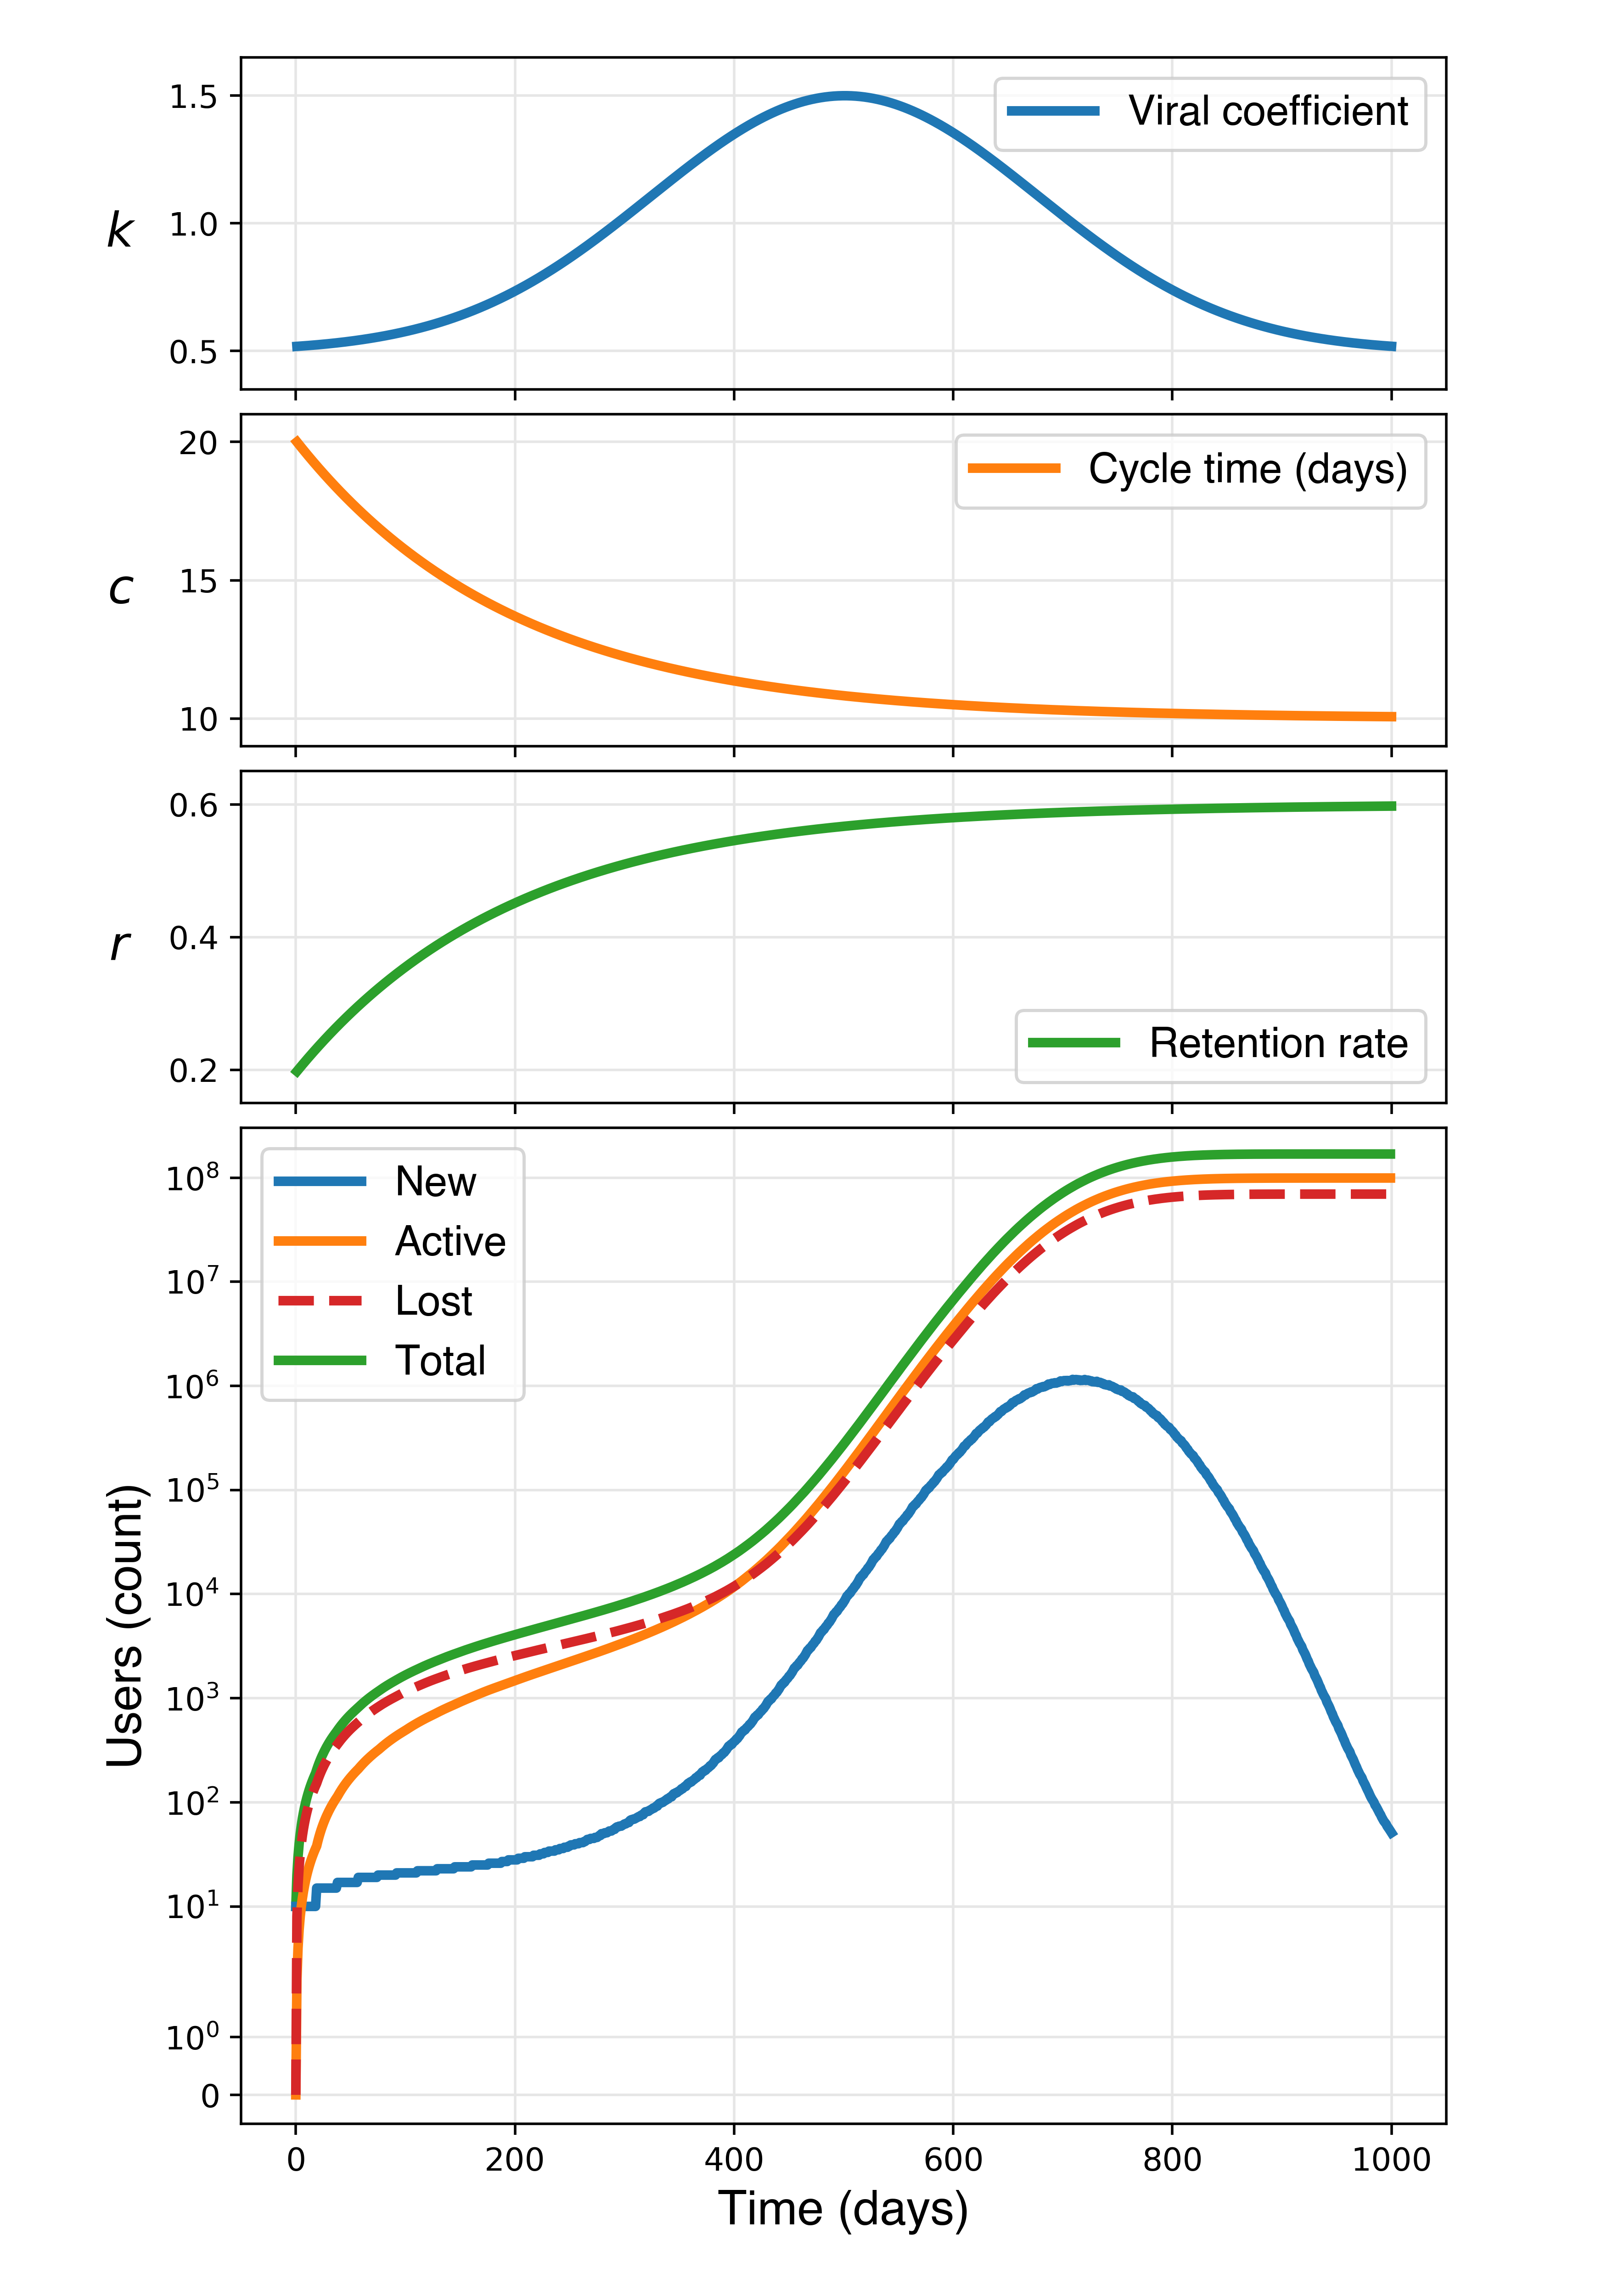 1.5
1.0
0.5
k
Viral coefficient
20
15
10
c
Cycle time (days)
0.6
0.4
0.2
r
Retention rate
10⁸
10⁷
10⁶
10⁵
10⁴
10³
10²
10¹
10⁰
0
Users (count)
New
Active
Lost
Total
0 200 400 600 800 1000
Time (days)